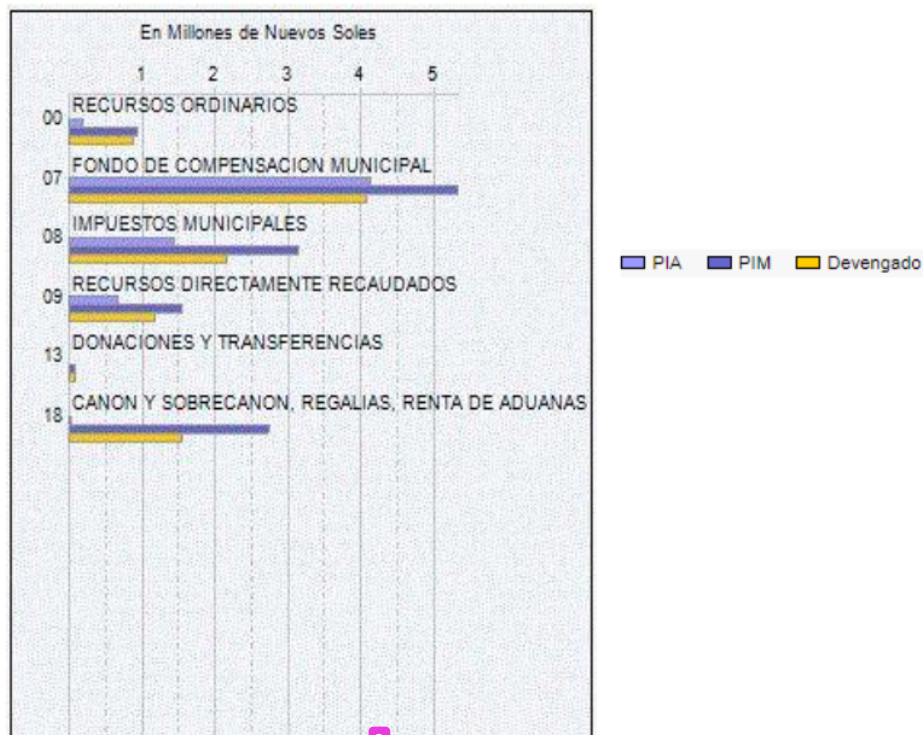 En Millones de Nuevos Soles
1 2 3 4 5
00 RECURSOS ORDINARIOS
07 FONDO DE COMPENSACION MUNICIPAL
08 IMPUESTOS MUNICIPALES
09 RECURSOS DIRECTAMENTE RECAUDADOS
13 DONACIONES Y TRANSFERENCIAS
18 CANON Y SOBRECANON, REGALIAS, RENTA DE ADUANAS
PIA PIM Devengado